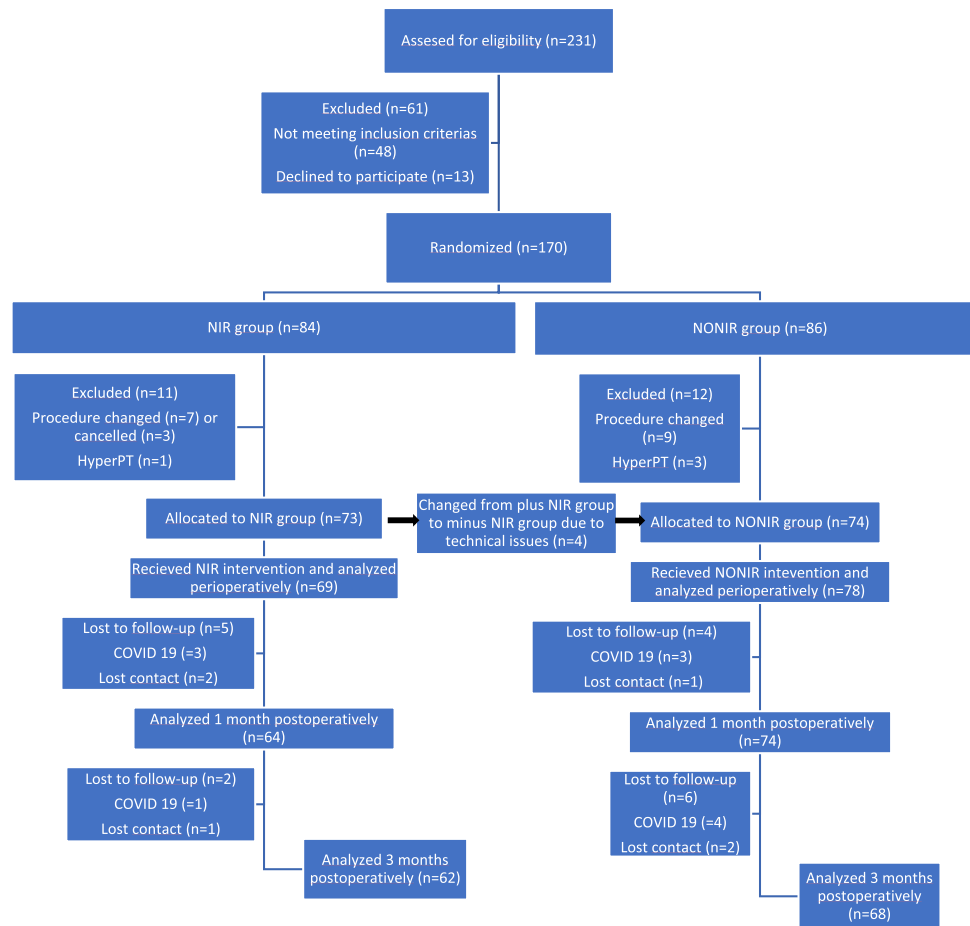 Assesed for eligibility (n=231)
Excluded (n=61)
Not meeting inclusion criterias
(n=48)
Declined to participate (n=13)
Randomized (n=170)
NIR group (n=84)
NONIR group (n=86)
Excluded (n=11)
Procedure changed (n=7) or
cancelled (n=3)
HyperPT (n=1)
Excluded (n=12)
Procedure changed
(n=9)
HyperPT (n=3)
Allocated to NIR group (n=73)
Changed from plus NIR group
to minus NIR group due to
technical issues (n=4)
Allocated to NONIR group (n=74)
Recieved NIR intervention and analyzed
perioperatively (n=69)
Recieved NONIR intevention and
analyzed perioperatively (n=78)
Lost to follow-up (n=5)
COVID 19 (=3)
Lost contact (n=2)
Lost to follow-up (n=4)
COVID 19 (n=3)
Lost contact (n=1)
Analyzed 1 month postoperatively
(n=64)
Analyzed 1 month postoperatively
(n=74)
Lost to follow-up (n=2)
COVID 19 (=1)
Lost contact (n=1)
Lost to follow-up
(n=6)
COVID 19 (=4)
Lost contact (n=2)
Analyzed 3 months
postoperatively (n=62)
Analyzed 3 months
postoperatively
(n=68)